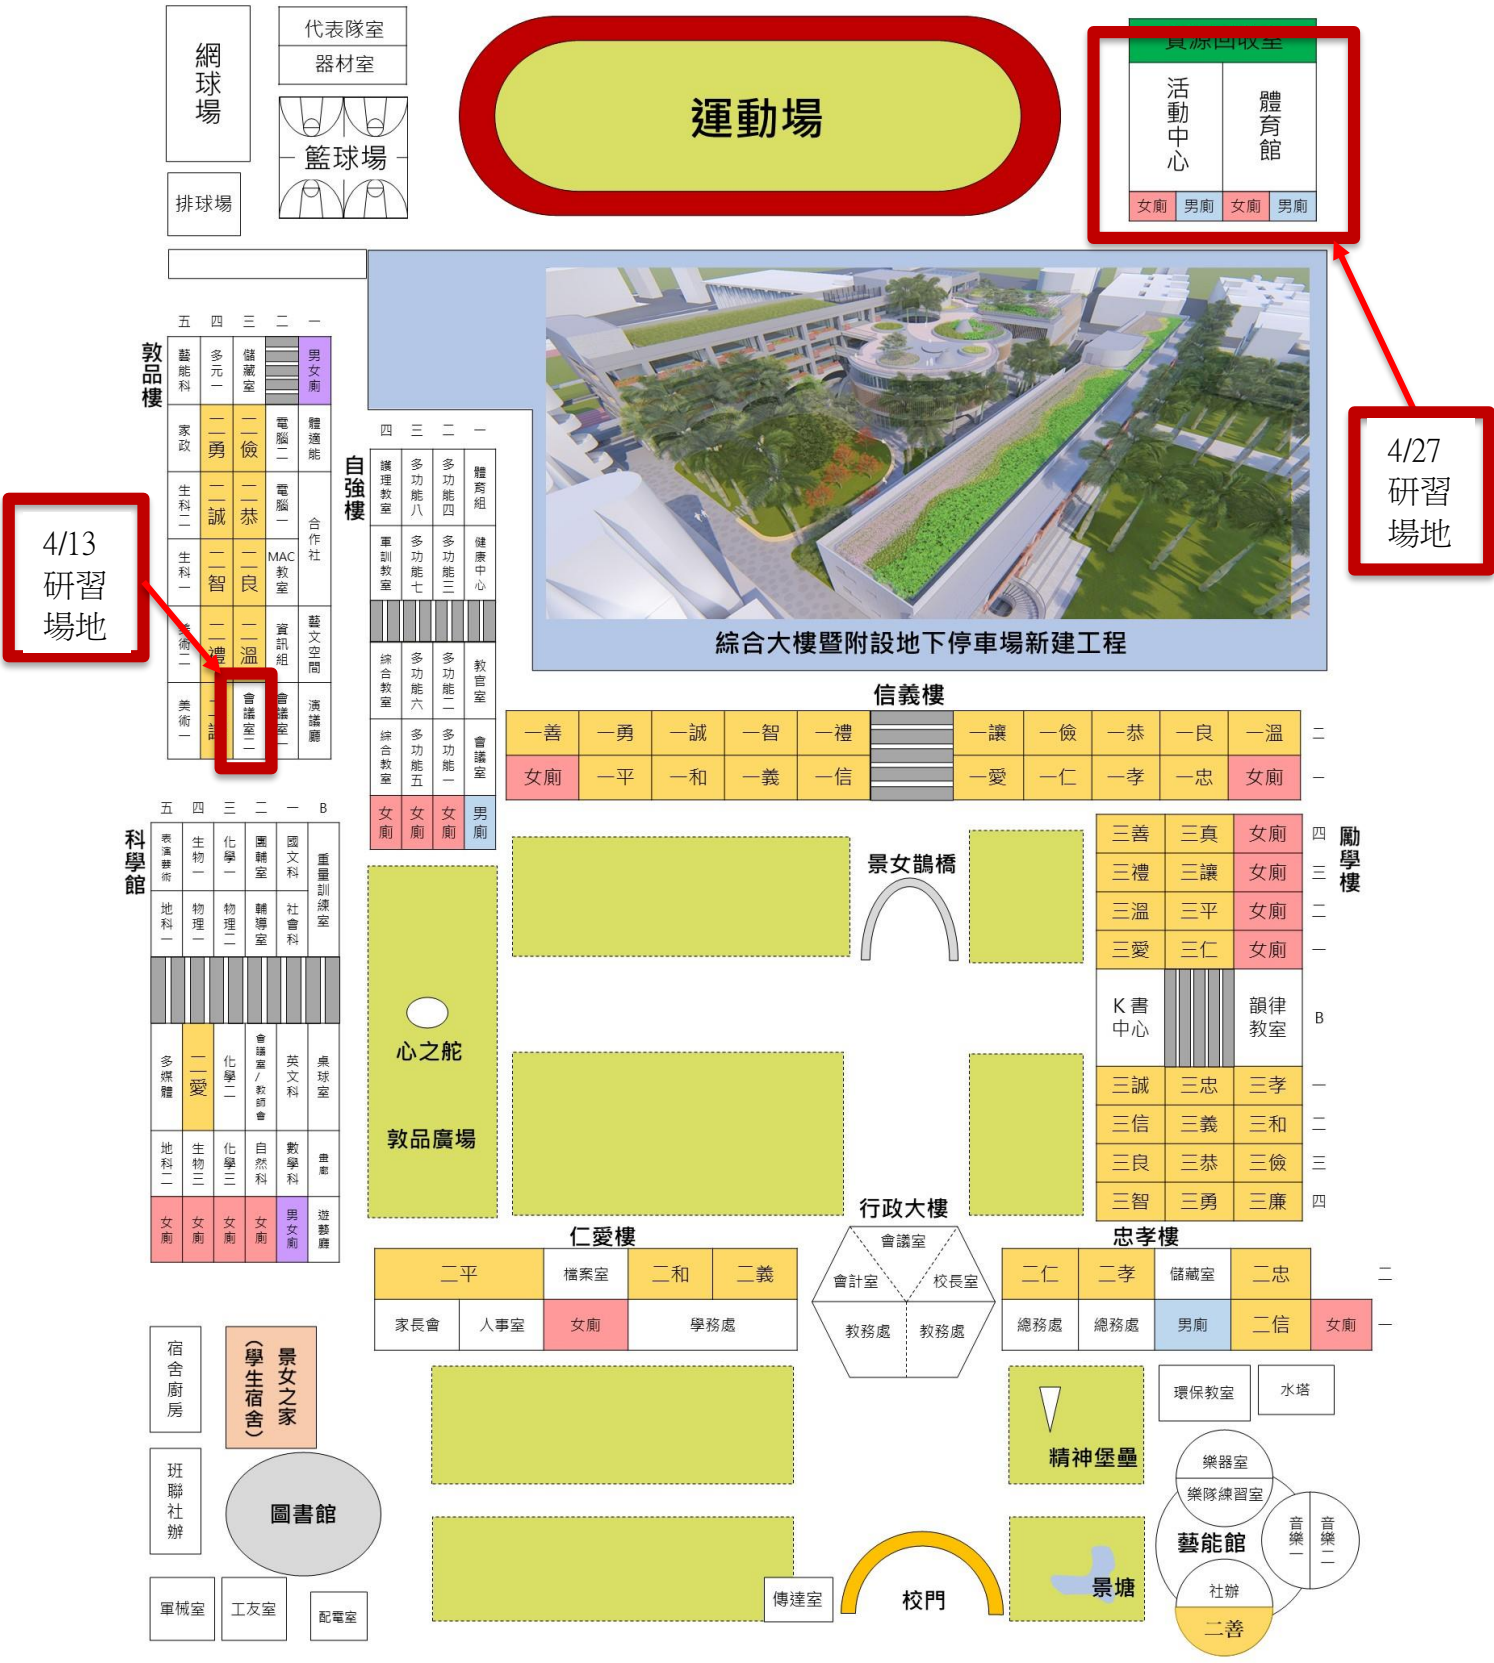 網球場
代表隊室
器材室
籃球場
排球場
運動場
資源回收室
活動中心
體育館
女廁 男廁 女廁 男廁
4/27
研習
場地
綜合大樓暨附設地下停車場新建工程
敦品樓
五 四 三 二 一
藝能科 多元一 儲藏室 男女廁
家政 二勇 二儉 電腦二 體適能
生科二 二誠 二恭 電腦一 合作社
生科一 二智 二良 MAC教室
美術二 二禮 二溫 資訊組 藝文空間
美術一 會議室二 會議室一 演議廳
4/13
研習
場地
自強樓
四 三 二 一
護理教室 多功能八 多功能四 體育組
軍訓教室 多功能七 多功能三 健康中心
綜合教室 多功能六 多功能二 教官室
綜合教室 多功能五 多功能一 會議室
女廁 女廁 女廁 男廁
信義樓
一善 一勇 一誠 一智 一禮 一讓 一儉 一恭 一良 一溫 二
女廁 一平 一和 一義 一信 一愛 一仁 一孝 一忠 女廁 一
科學館
五 四 三 二 一 B
表演藝術 生物一 化學一 團輔室 國文科 重量訓練室
地科一 物理一 物理二 輔導室 社會科
多媒體 二愛 化學二 會議室/教師會 英文科 桌球室
地科二 生物三 化學三 自然科 數學科 畫廊
女廁 女廁 女廁 女廁 男女廁 遊藝廳
景女鵲橋
心之舵
敦品廣場
勵學樓
三善 三真 女廁 四
三禮 三讓 女廁 三
三溫 三平 女廁 二
三愛 三仁 女廁 一
K書中心 韻律教室 B
三誠 三忠 三孝 一
三信 三義 三和 二
三良 三恭 三儉 三
三智 三勇 三廉 四
仁愛樓
二平 檔案室 二和 二義
家長會 人事室 女廁 學務處
行政大樓
會議室
會計室 校長室
教務處 教務處
忠孝樓
二仁 二孝 儲藏室 二忠 二
總務處 總務處 男廁 二信 女廁 一
宿舍廚房
景女之家
(學生宿舍)
班聯社辦
圖書館
軍械室 工友室 配電室
精神堡壘
環保教室 水塔
樂器室
樂隊練習室
藝能館
音樂一 音樂二
社辦
二善
傳達室
校門
景塘